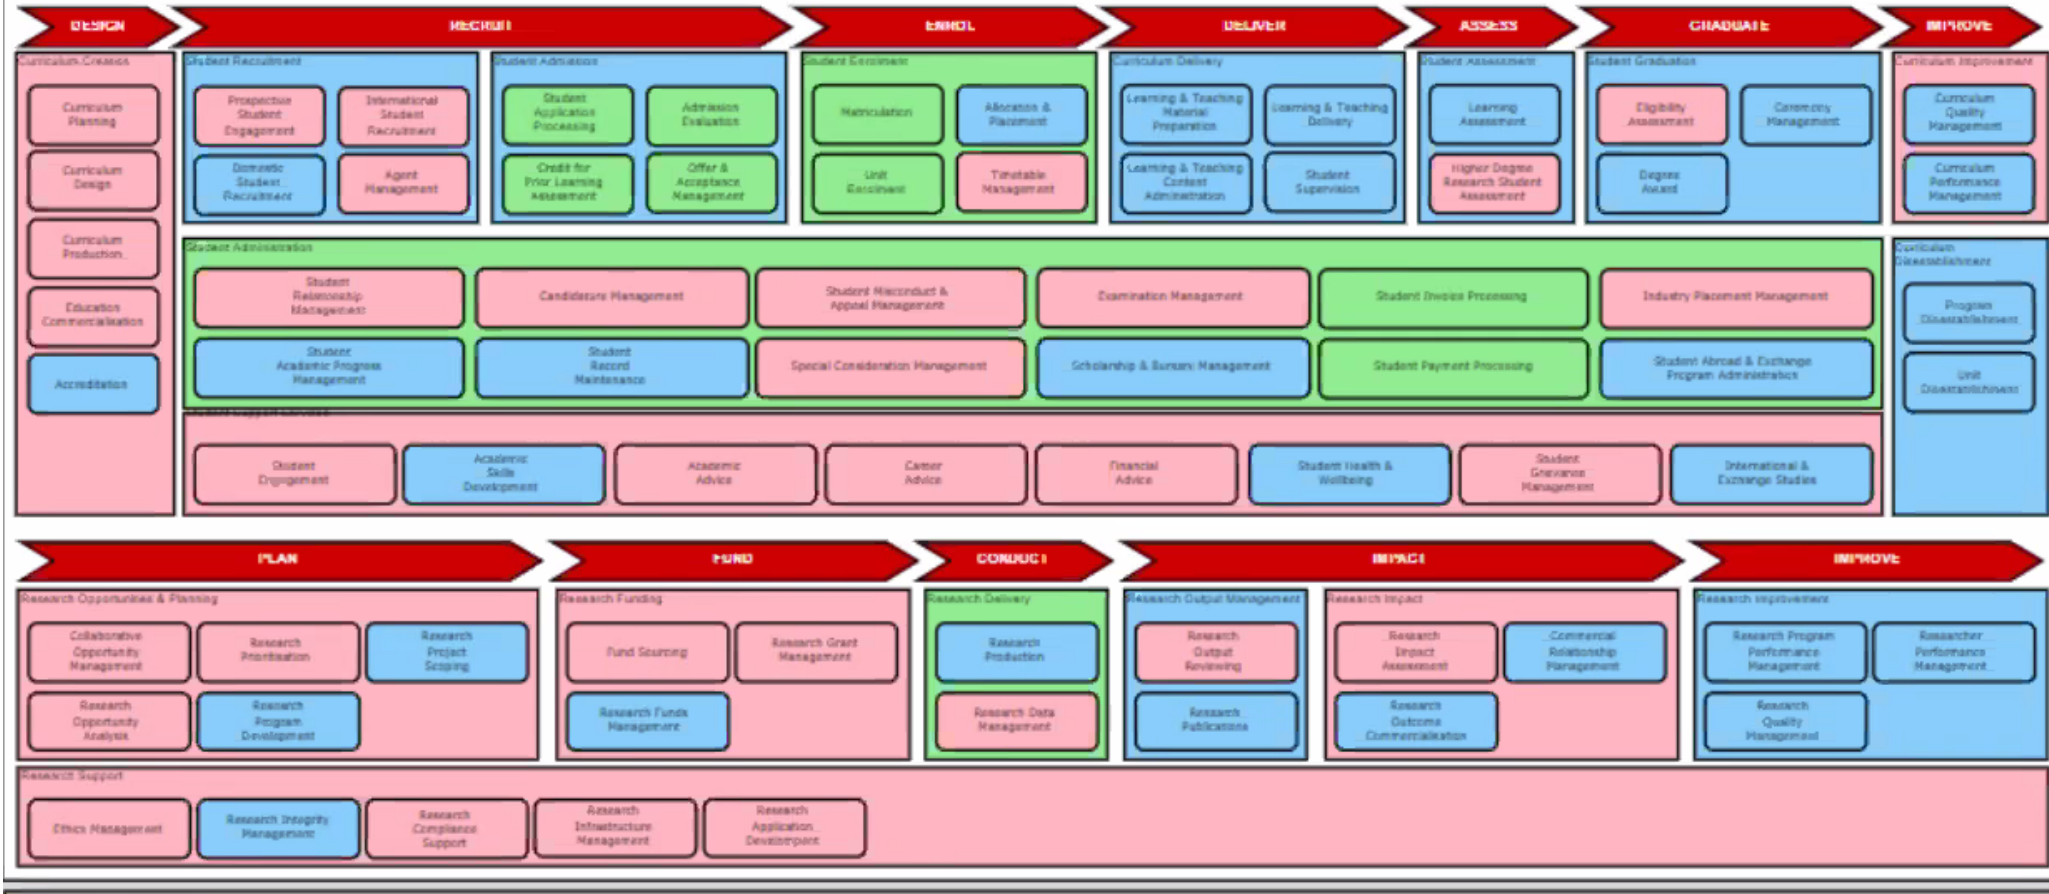 DESIGN
RECRUIT
ENROL
DELIVER
ASSESS
GRADUATE
IMPROVE
Curriculum Creation
Curriculum
Planning
Curriculum
Design
Curriculum
Production
Education
Commercialisation
Accreditation
Student Recruitment
Prospective
Student
Engagement
International
Student
Recruitment
Domestic
Student
Recruitment
Agent
Management
Student Admission
Student
Application
Processing
Admission
Evaluation
Credit for
Prior Learning
Assessment
Offer &
Acceptance
Management
Student Enrolment
Matriculation
Allocation &
Placement
Unit
Enrolment
Timetable
Management
Curriculum Delivery
Learning & Teaching
Material
Preparation
Learning & Teaching
Delivery
Learning & Teaching
Content
Administration
Student
Supervision
Student Assessment
Learning
Assessment
Higher Degree
Research Student
Assessment
Student Graduation
Eligibility
Assessment
Ceremony
Management
Degree
Award
Curriculum Improvement
Curriculum
Quality
Management
Curriculum
Performance
Management
Student Administration
Student
Relationship
Management
Candidature Management
Student Misconduct &
Appeal Management
Examination Management
Student Invoice Processing
Industry Placement Management
Student
Academic Progress
Management
Student
Record
Maintenance
Special Consideration Management
Scholarship & Bursary Management
Student Payment Processing
Student Abroad & Exchange
Program Administration
Curriculum
Disestablishment
Program
Disestablishment
Unit
Disestablishment
Student Support Services
Student
Engagement
Academic
Skills
Development
Academic
Advice
Career
Advice
Financial
Advice
Student Health &
Wellbeing
Student
Grievance
Management
International &
Exchange Studies
PLAN
FUND
CONDUCT
IMPACT
IMPROVE
Research Opportunities & Planning
Collaborative
Opportunity
Management
Research
Prioritisation
Research
Project
Scoping
Research
Opportunity
Analysis
Research
Program
Development
Research Funding
Fund Sourcing
Research Grant
Management
Research Funds
Management
Research Delivery
Research
Production
Research Data
Management
Research Output Management
Research
Output
Reviewing
Research
Publications
Research Impact
Research
Impact
Assessment
Commercial
Relationship
Management
Research
Outcome
Commercialisation
Research Improvement
Research Program
Performance
Management
Researcher
Performance
Management
Research
Quality
Management
Research Support
Ethics Management
Research Integrity
Management
Research
Compliance
Support
Research
Infrastructure
Management
Research
Application
Development